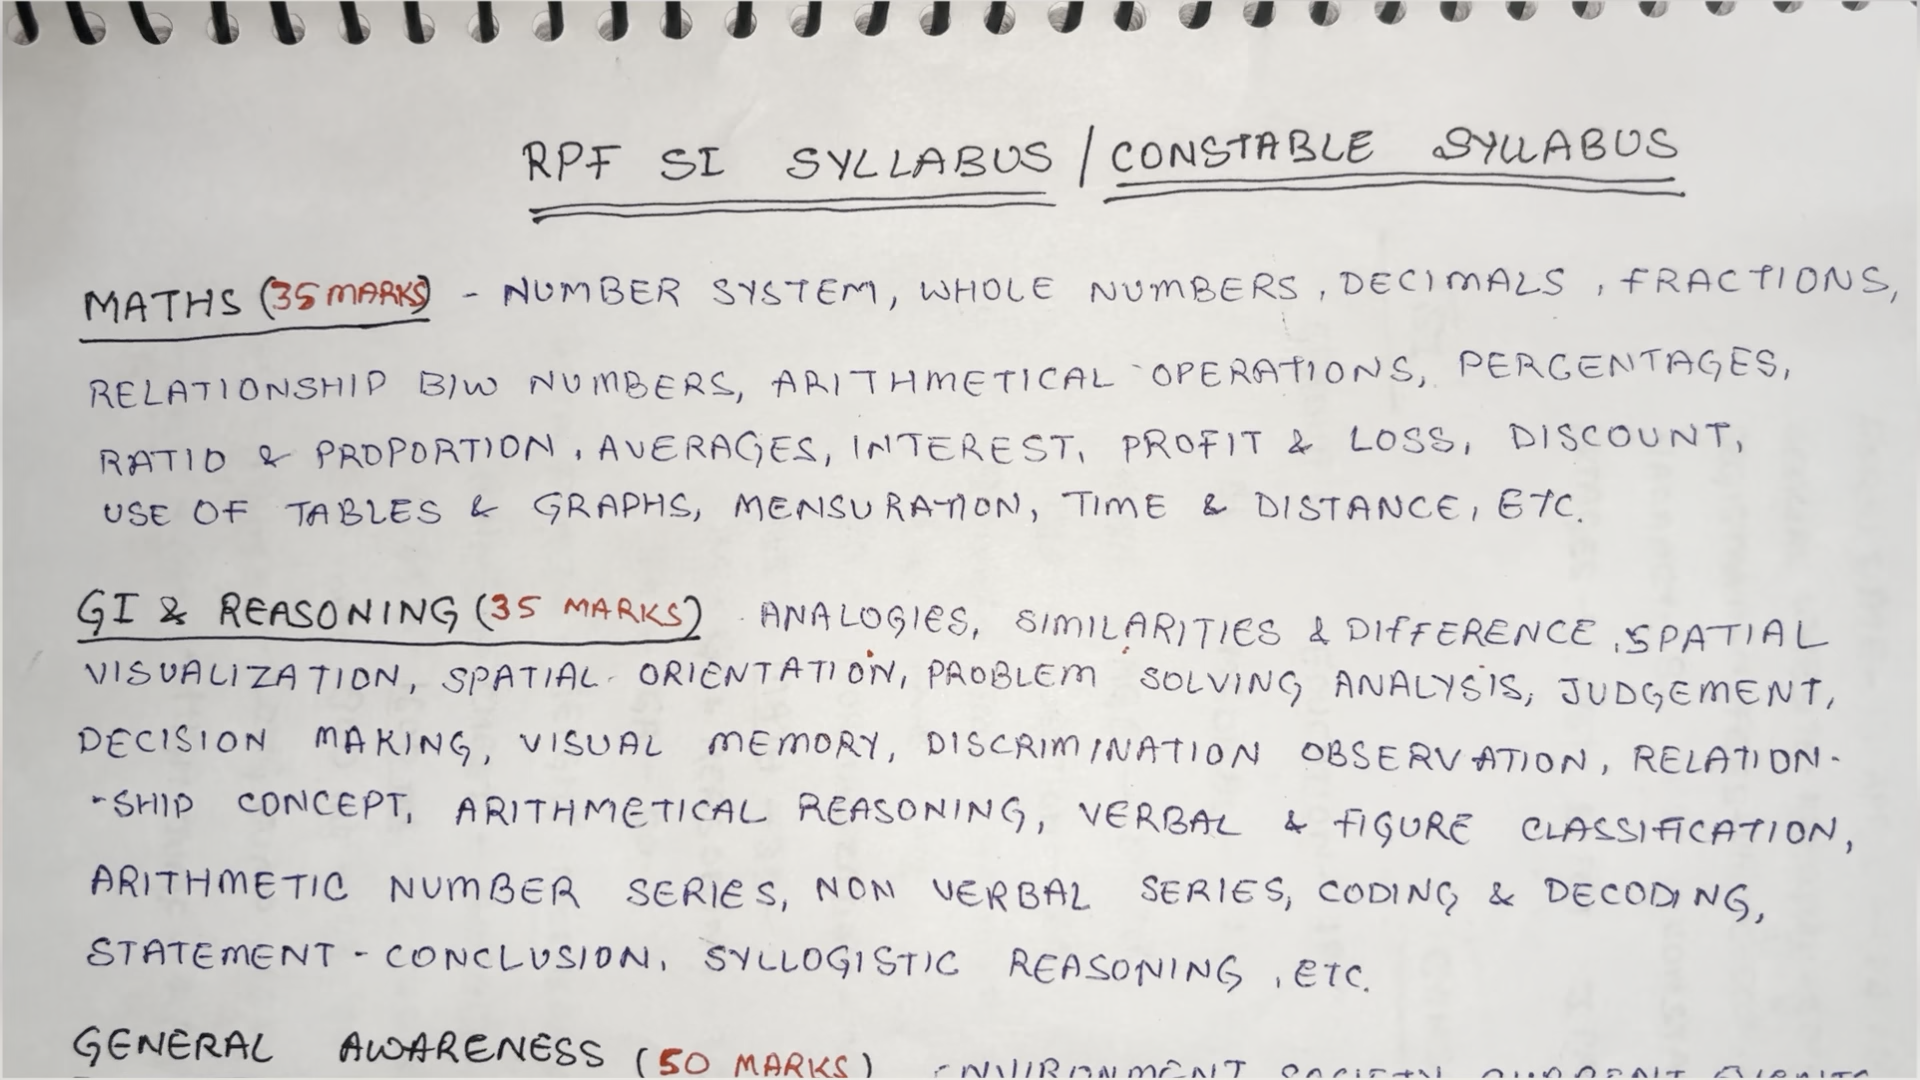 RPF SI SYLLABUS / CONSTABLE SYLLABUS
MATHS (35 MARKS) - NUMBER SYSTEM, WHOLE NUMBERS, DECIMALS, FRACTIONS,
RELATIONSHIP B/W NUMBERS, ARITHMETICAL OPERATIONS, PERCENTAGES,
RATIO & PROPORTION, AVERAGES, INTEREST, PROFIT & LOSS, DISCOUNT,
USE OF TABLES & GRAPHS, MENSURATION, TIME & DISTANCE, ETC.
GI & REASONING (35 MARKS) - ANALOGIES, SIMILARITIES & DIFFERENCE, SPATIAL
VISUALIZATION, SPATIAL ORIENTATION, PROBLEM SOLVING ANALYSIS, JUDGEMENT,
DECISION MAKING, VISUAL MEMORY, DISCRIMINATION OBSERVATION, RELATION-
-SHIP CONCEPT, ARITHMETICAL REASONING, VERBAL & FIGURE CLASSIFICATION,
ARITHMETIC NUMBER SERIES, NON VERBAL SERIES, CODING & DECODING,
STATEMENT - CONCLUSION, SYLLOGISTIC REASONING, ETC.
GENERAL AWARENESS (50 MARKS) - ENVIRONMENT SOCIETY CURRENT EVENTS